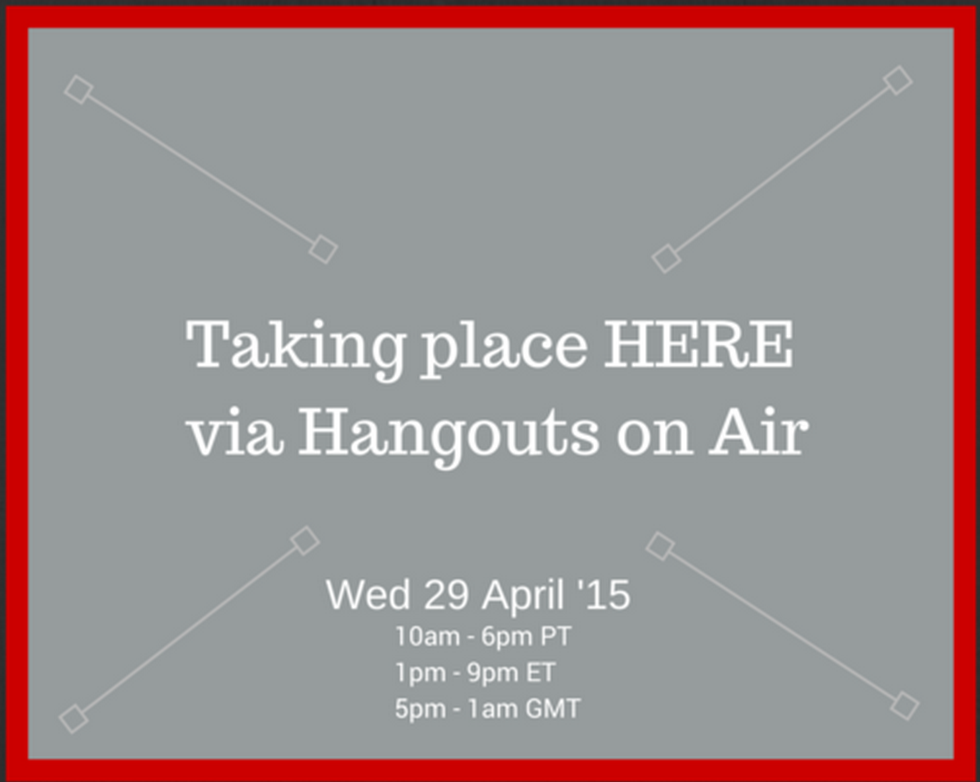 Taking place HERE
via Hangouts on Air
Wed 29 April '15
10am - 6pm PT
1pm - 9pm ET
5pm - 1am GMT